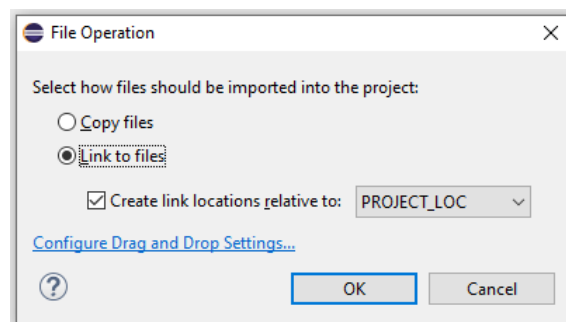 File Operation
Select how files should be imported into the project:
Copy files
Link to files
Create link locations relative to: PROJECT_LOC
Configure Drag and Drop Settings...
? OK Cancel